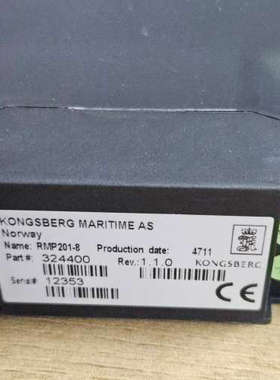 KONGSBERG MARITIME AS
Norway
Name: RMP201-8 Production date: 4711
Part#: 324400 Rev.: 1.1.0 KONGSBERG
Serial#: 12353
CE